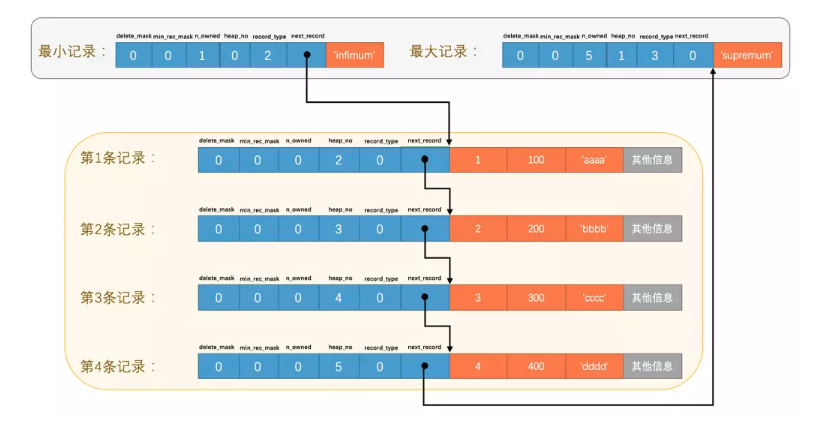 delete_mask min_rec_mask n_owned heap_no record_type next_record
最小记录： 0 0 1 0 2 'infimum'
delete_mask min_rec_mask n_owned heap_no record_type next_record
最大记录： 0 0 5 1 3 0 'supremum'
delete_mask min_rec_mask n_owned heap_no record_type next_record
第1条记录： 0 0 0 2 0 1 100 'aaaa' 其他信息
delete_mask min_rec_mask n_owned heap_no record_type next_record
第2条记录： 0 0 0 3 0 2 200 'bbbb' 其他信息
delete_mask min_rec_mask n_owned heap_no record_type next_record
第3条记录： 0 0 0 4 0 3 300 'cccc' 其他信息
delete_mask min_rec_mask n_owned heap_no record_type next_record
第4条记录： 0 0 0 5 0 4 400 'dddd' 其他信息